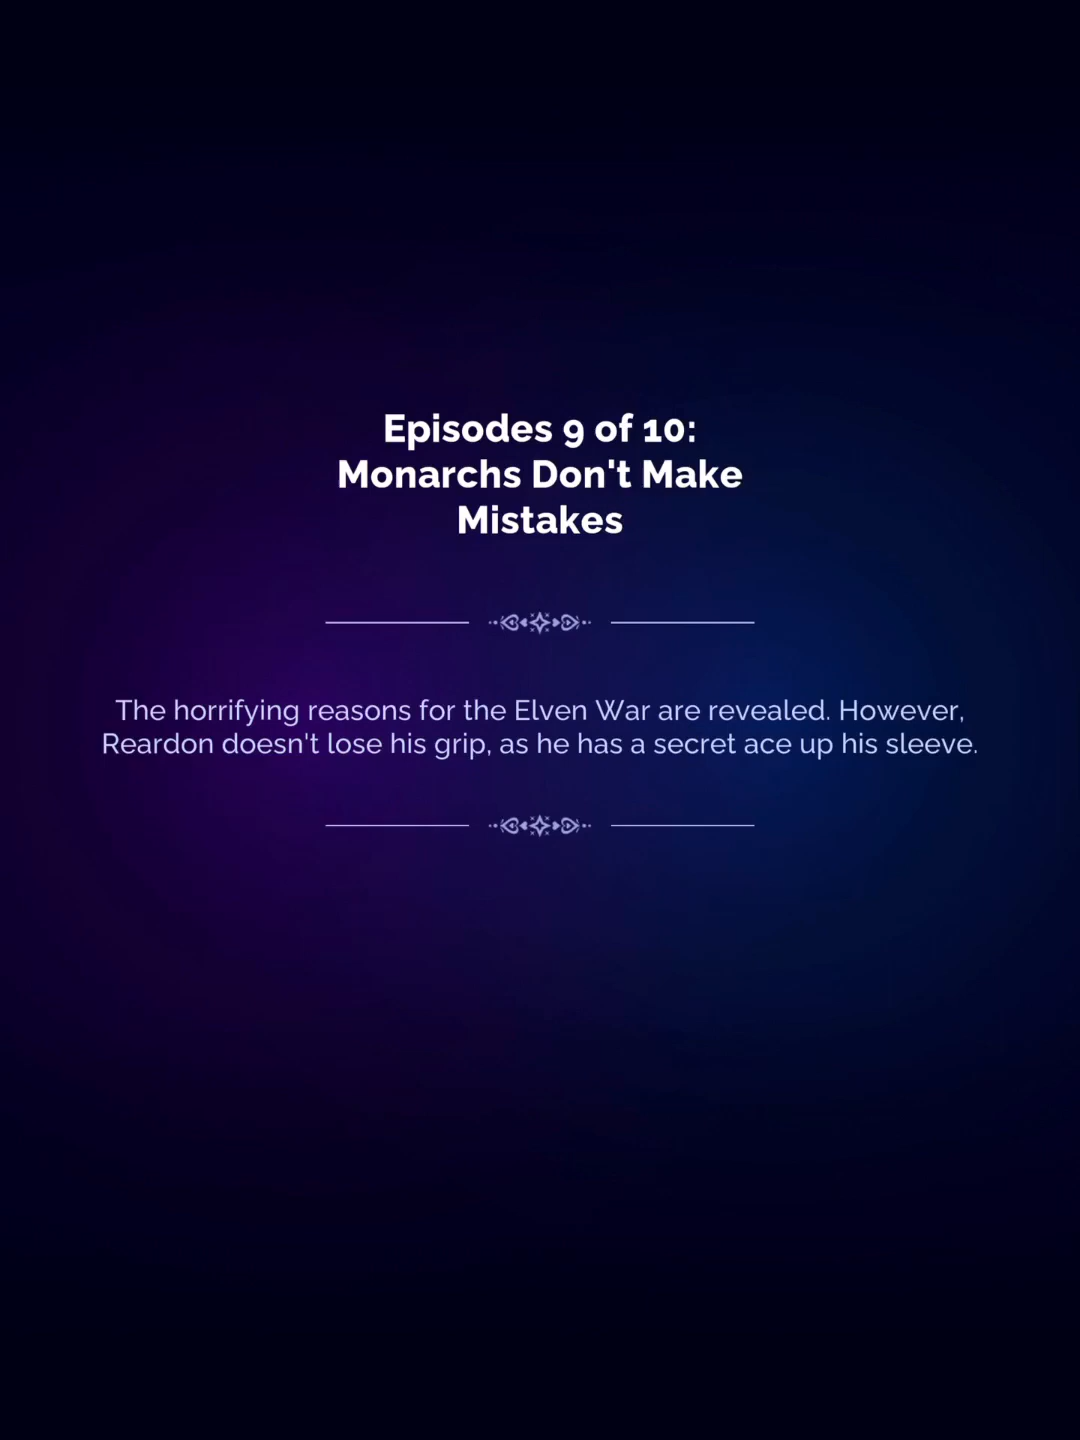 Episodes 9 of 10:
Monarchs Don't Make
Mistakes
The horrifying reasons for the Elven War are revealed. However,
Reardon doesn't lose his grip, as he has a secret ace up his sleeve.